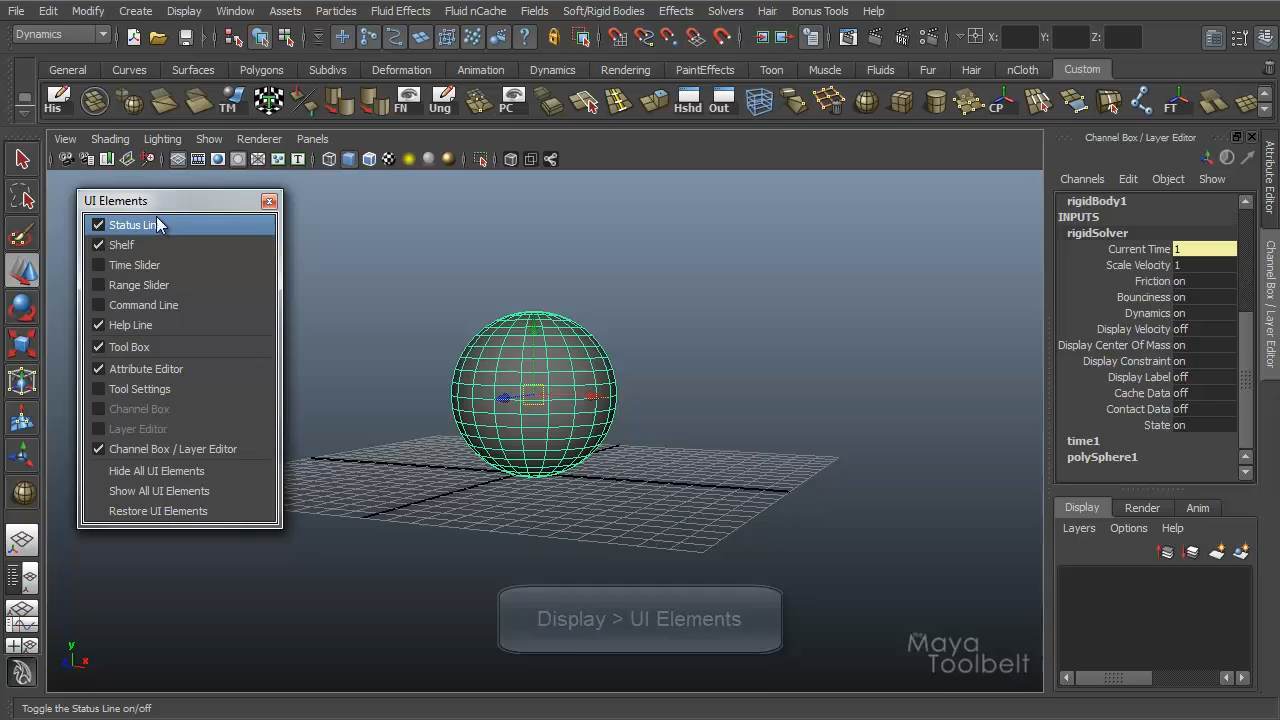 File Edit Modify Create Display Window Assets Particles Fluid Effects Fluid nCache Fields Soft/Rigid Bodies Effects Solvers Hair Bonus Tools Help
Dynamics X: Y: Z:
General Curves Surfaces Polygons Subdivs Deformation Animation Dynamics Rendering PaintEffects Toon Muscle Fluids Fur Hair nCloth Custom
His TM FN Ung PC Hshd Out CP FT
View Shading Lighting Show Renderer Panels
Channel Box / Layer Editor
Channels Edit Object Show
UI Elements
Status Lin
Shelf
Time Slider
Range Slider
Command Line
Help Line
Tool Box
Attribute Editor
Tool Settings
Channel Box
Layer Editor
Channel Box / Layer Editor
Hide All UI Elements
Show All UI Elements
Restore UI Elements
rigidBody1
INPUTS
rigidSolver
Current Time 1
Scale Velocity 1
Friction on
Bounciness on
Dynamics on
Display Velocity off
Display Center Of Mass on
Display Constraint on
Display Label off
Cache Data off
Contact Data off
State on
time1
polySphere1
Attribute Editor
Channel Box / Layer Editor
Display Render Anim
Layers Options Help
Display > UI Elements
Maya
Toolbelt
y
z x
Toggle the Status Line on/off